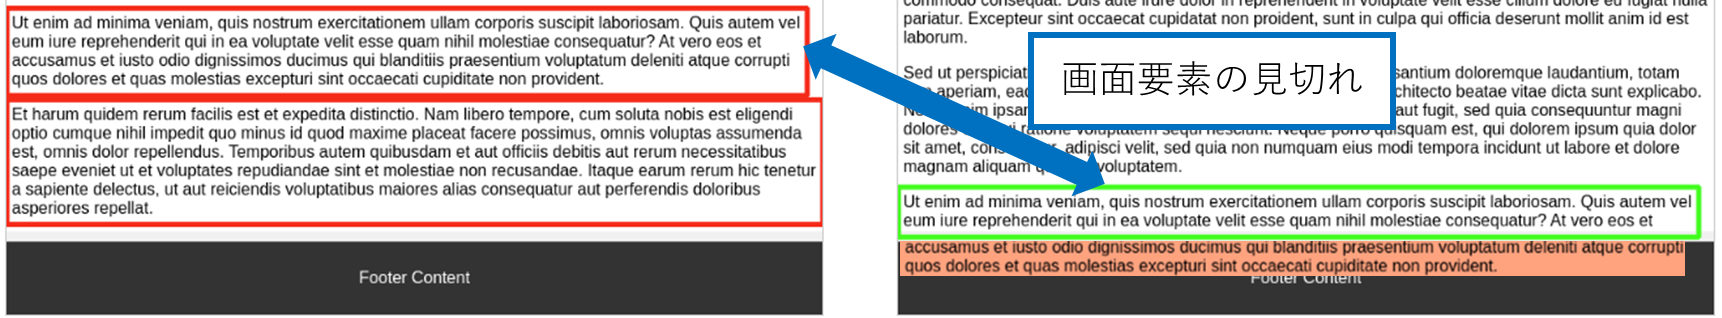 Ut enim ad minima veniam, quis nostrum exercitationem ullam corporis suscipit laboriosam. Quis autem vel
eum iure reprehenderit qui in ea voluptate velit esse quam nihil molestiae consequatur? At vero eos et
accusamus et iusto odio dignissimos ducimus qui blanditiis praesentium voluptatum deleniti atque corrupti
quos dolores et quas molestias excepturi sint occaecati cupiditate non provident.
Et harum quidem rerum facilis est et expedita distinctio. Nam libero tempore, cum soluta nobis est eligendi
optio cumque nihil impedit quo minus id quod maxime placeat facere possimus, omnis voluptas assumenda
est, omnis dolor repellendus. Temporibus autem quibusdam et aut officiis debitis aut rerum necessitatibus
saepe eveniet ut et voluptates repudiandae sint et molestiae non recusandae. Itaque earum rerum hic tenetur
a sapiente delectus, ut aut reiciendis voluptatibus maiores alias consequatur aut perferendis doloribus
asperiores repellat.
Footer Content
commodo consequat. Duis aute irure dolor in reprehenderit in voluptate velit esse cillum dolore eu fugiat nulla
pariatur. Excepteur sint occaecat cupidatat non proident, sunt in culpa qui officia deserunt mollit anim id est
laborum.
画面要素の見切れ
Sed ut perspiciat santium doloremque laudantium, totam
aperiam, eac chitecto beatae vitae dicta sunt explicabo.
ipsa aut fugit, sed quia consequuntur magni
dolores ratione voluptatem sequi nesciunt. Neque porro quisquam est, qui dolorem ipsum quia dolor
sit amet, adipisci velit, sed quia non numquam eius modi tempora incidunt ut labore et dolore
magnam aliquam voluptatem.
Ut enim ad minima veniam, quis nostrum exercitationem ullam corporis suscipit laboriosam. Quis autem vel
eum iure reprehenderit qui in ea voluptate velit esse quam nihil molestiae consequatur? At vero eos et
accusamus et iusto odio dignissimos ducimus qui blanditiis praesentium voluptatum deleniti atque corrupti
quos dolores et quas molestias excepturi sint occaecati cupiditate non provident.
Footer Content